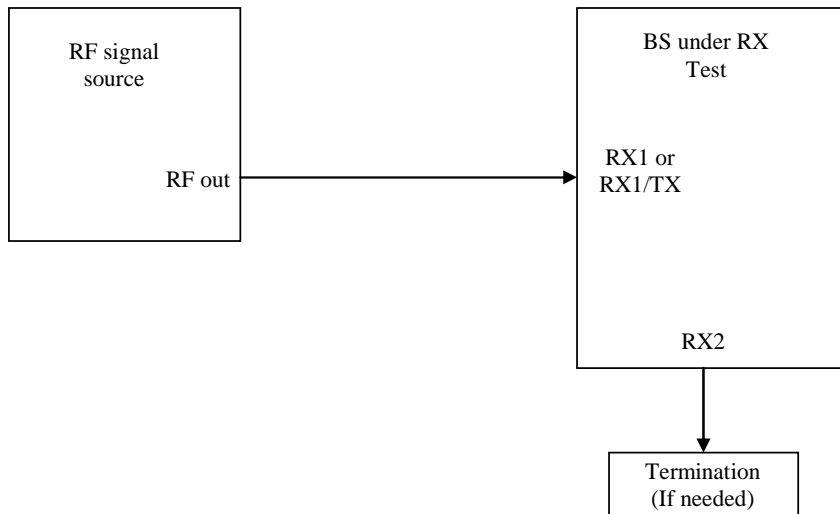 RF signal
source
RF out
BS under RX
Test
RX1 or
RX1/TX
RX2
Termination
(If needed)